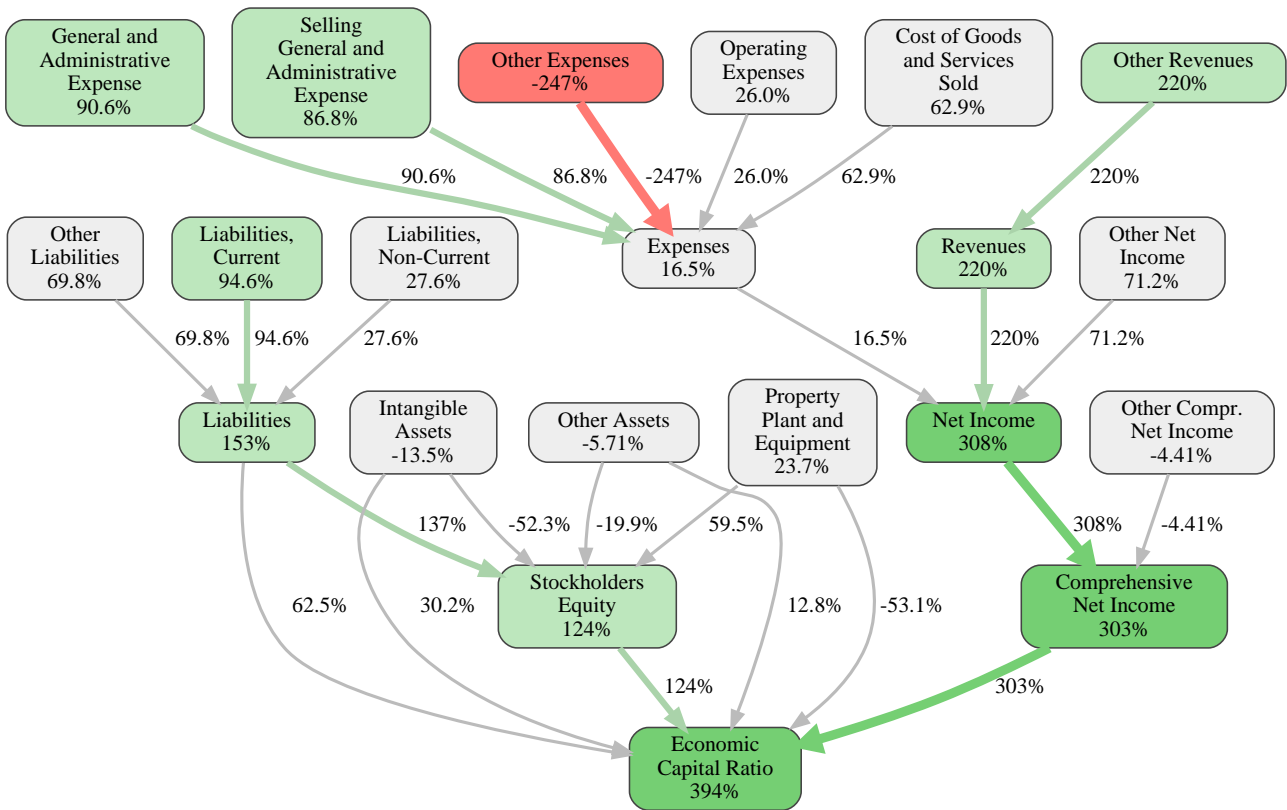 General and
Administrative
Expense
90.6%
Selling
General and
Administrative
Expense
86.8%
Other Expenses
-247%
Operating
Expenses
26.0%
Cost of Goods
and Services
Sold
62.9%
Other Revenues
220%
90.6%
86.8%
-247%
26.0%
62.9%
220%
Other
Liabilities
69.8%
Liabilities,
Current
94.6%
Liabilities,
Non-Current
27.6%
Expenses
16.5%
Revenues
220%
Other Net
Income
71.2%
69.8%
94.6%
27.6%
16.5%
220%
71.2%
Liabilities
153%
Intangible
Assets
-13.5%
Other Assets
-5.71%
Property
Plant and
Equipment
23.7%
Net Income
308%
Other Compr.
Net Income
-4.41%
137%
-52.3%
-19.9%
59.5%
308%
-4.41%
62.5%
30.2%
Stockholders
Equity
124%
12.8%
-53.1%
Comprehensive
Net Income
303%
124%
303%
Economic
Capital Ratio
394%